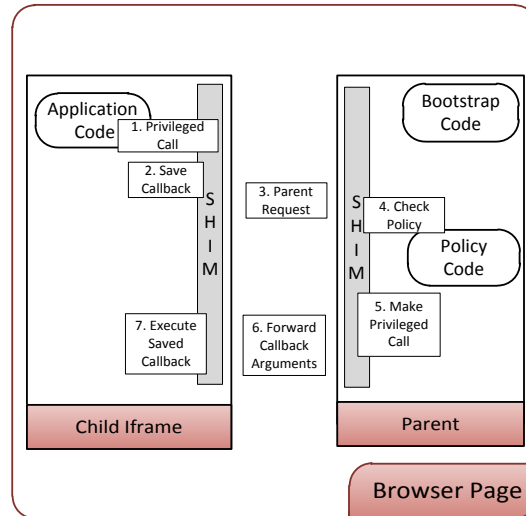 Application
Code
1. Privileged
Call
2. Save
Callback
S
H
I
M
7. Execute
Saved
Callback
Child Iframe
3. Parent
Request
6. Forward
Callback
Arguments
Bootstrap
Code
S
H
I
M
4. Check
Policy
Policy
Code
5. Make
Privileged
Call
Parent
Browser Page